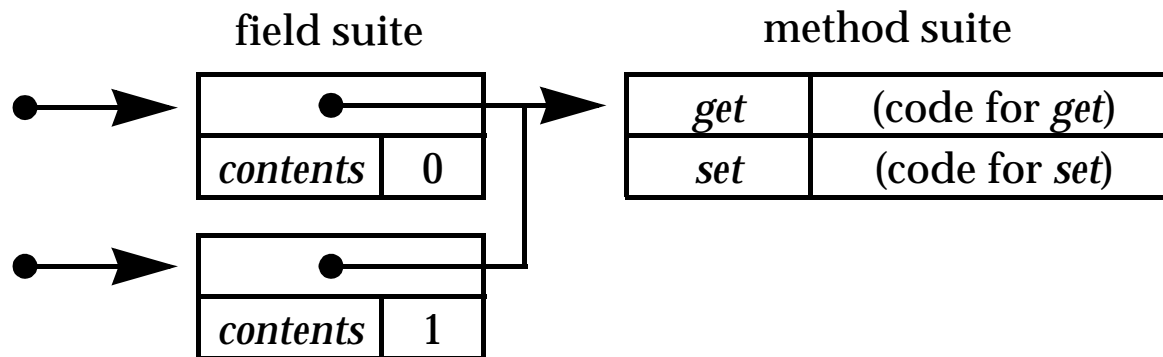 field suite method suite
get (code for get)
contents 0 set (code for set)
contents 1